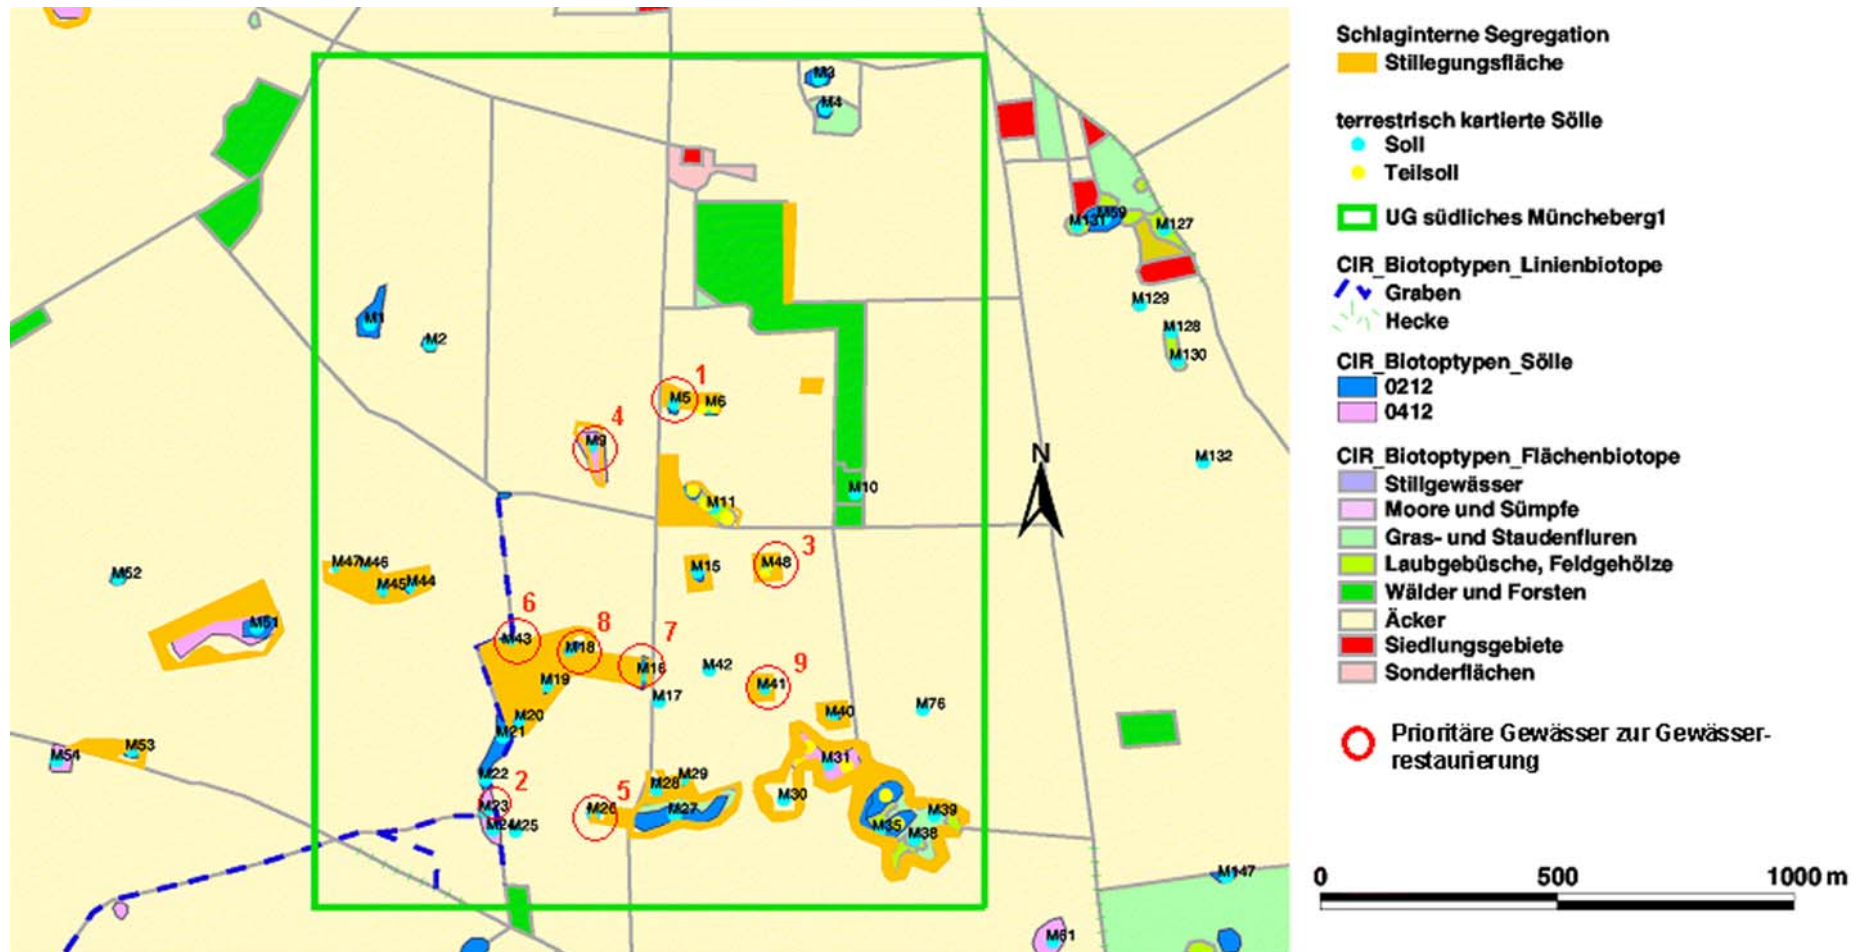 M3
M4
M59
M131
M127
M129
M128
M130
M1
M2
1
M5
M6
4
M9
M132
N
M10
M11
M47
M46
M45
M44
M52
M15
M48
3
M51
6
M43
8
M18
7
M16
M42
9
M41
M19
M17
M20
M21
M40
M76
M53
M54
M31
M22
2
M23
M24
M25
5
M26
M28
M29
M27
M30
M35
M39
M38
M147
M61
Schlaginterne Segregation
Stillegungsfläche
terrestrisch kartierte Sölle
Soll
Teilsoll
UG südliches Müncheberg1
CIR_Biotoptypen_Linienbiotope
Graben
Hecke
CIR_Biotoptypen_Sölle
0212
0412
CIR_Biotoptypen_Flächenbiotope
Stillgewässer
Moore und Sümpfe
Gras- und Staudenfluren
Laubgebüsche, Feldgehölze
Wälder und Forsten
Äcker
Siedlungsgebiete
Sonderflächen
Prioritäre Gewässer zur Gewässer-
restaurierung
0 500 1000 m